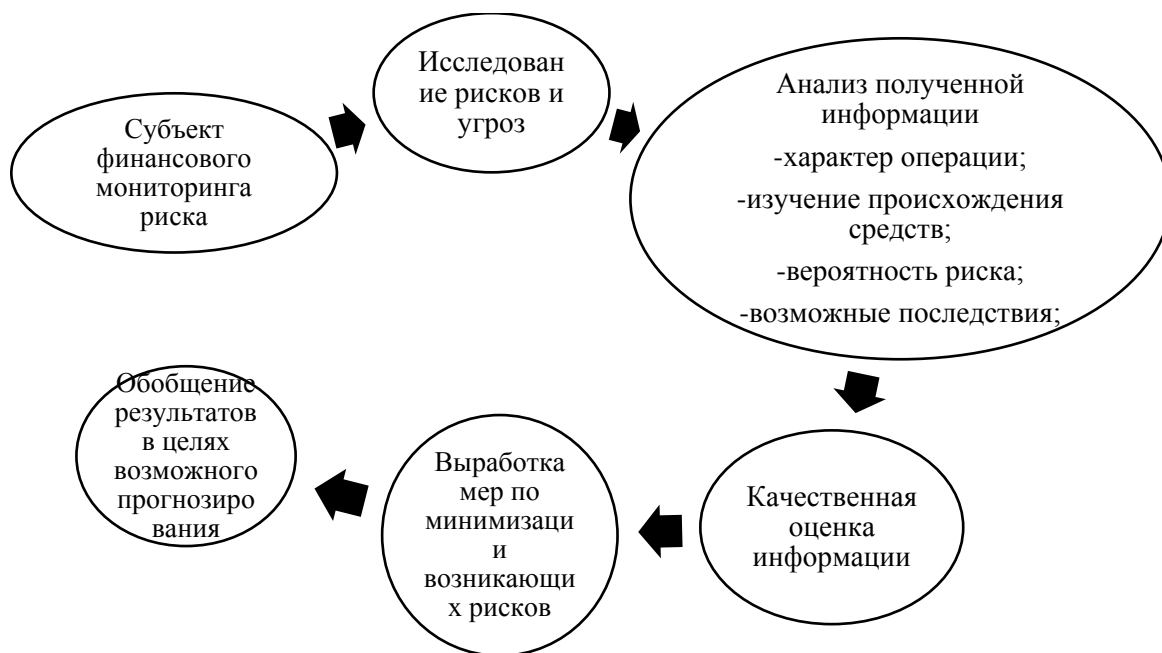 Субъект
финансового
мониторинга
риска
Исследован
ие рисков и
угроз
Анализ полученной
информации
-характер операции;
-изучение происхождения
средств;
-вероятность риска;
-возможные последствия;
Качественная
оценка
информации
Выработка
мер по
минимизаци
и
возникающи
х рисков
Обобщение
результатов
в целях
возможного
прогнозиро
вания